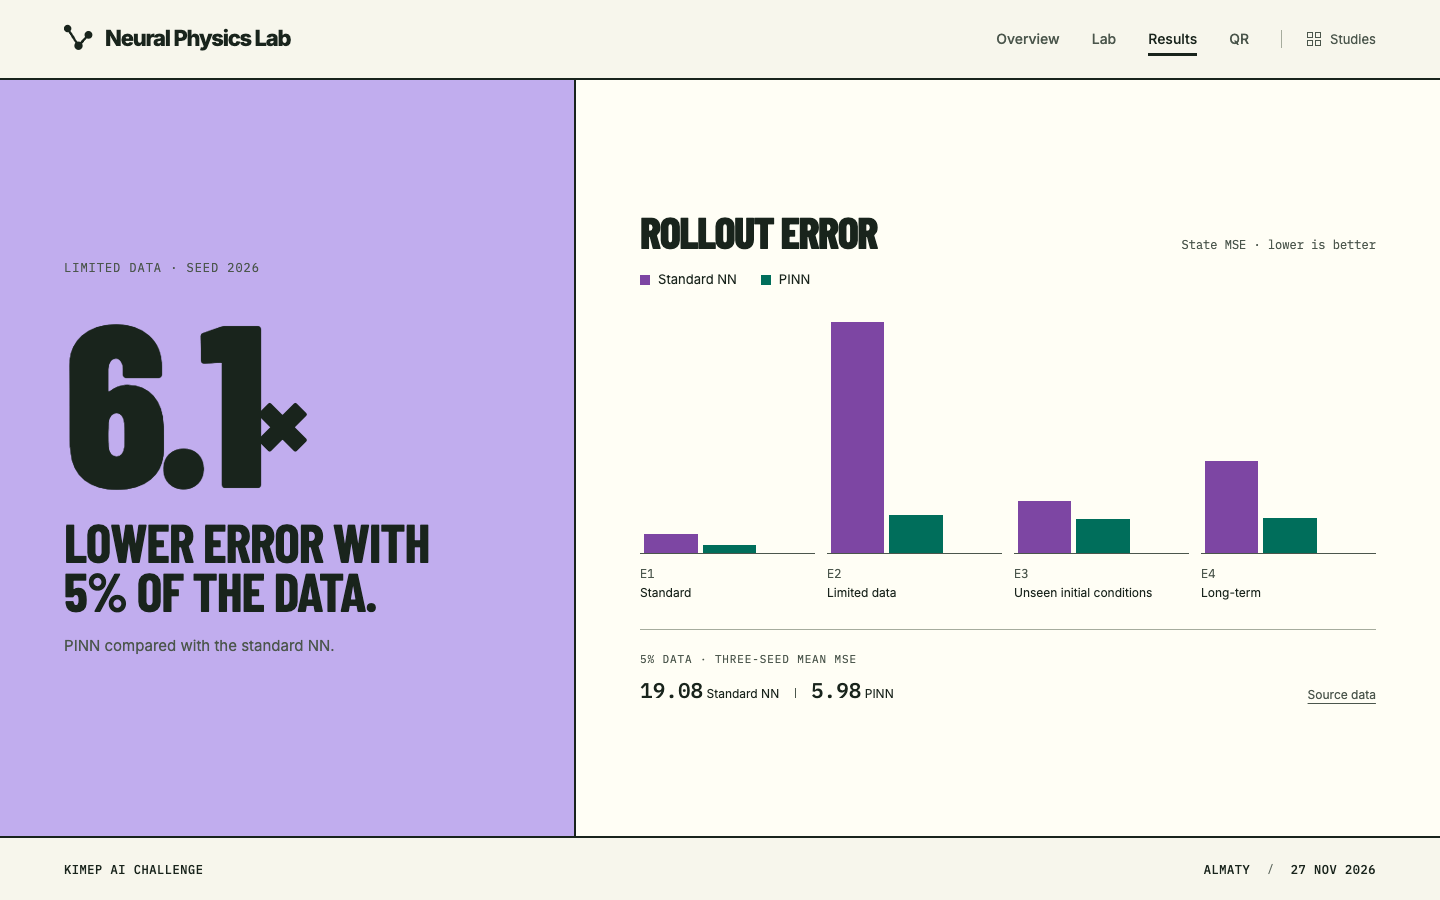 Neural Physics Lab
Overview
Lab
Results
QR
Studies
LIMITED DATA · SEED 2026
6.1×
LOWER ERROR WITH
5% OF THE DATA.
PINN compared with the standard NN.
ROLLOUT ERROR
State MSE · lower is better
Standard NN
PINN
E1
Standard
E2
Limited data
E3
Unseen initial conditions
E4
Long-term
5% DATA · THREE-SEED MEAN MSE
19.08 Standard NN | 5.98 PINN
Source data
KIMEP AI CHALLENGE
ALMATY / 27 NOV 2026